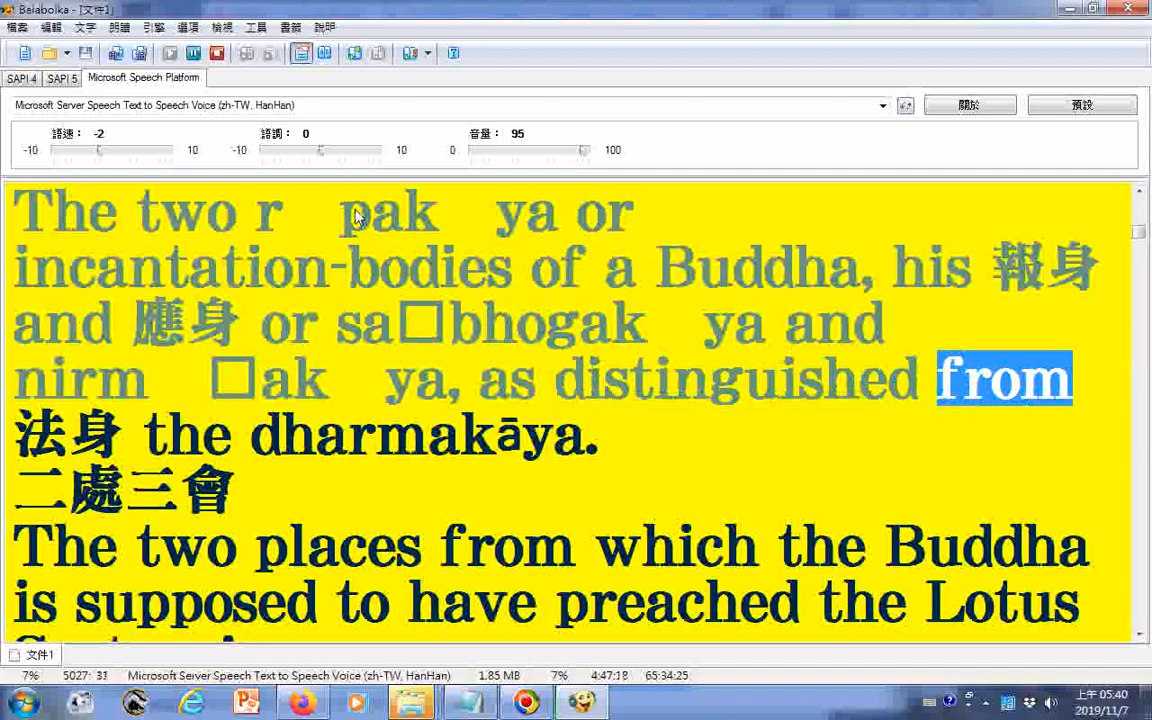 Balabolka - [文件1]
檔案 編輯 文字 朗讀 引擎 選項 檢視 工具 書籤 說明
SAPI 4 SAPI 5 Microsoft Speech Platform
Microsoft Server Speech Text to Speech Voice (zh-TW, HanHan) 關於 預設
語速： -2 語調： 0 音量： 95
-10 10 -10 10 0 100
The two r pak ya or
incantation-bodies of a Buddha, his 報身
and 應身 or sa□bhogak ya and
nirm □ak ya, as distinguished from
法身 the dharmakāya.
二處三會
The two places from which the Buddha
is supposed to have preached the Lotus
文件1
7% 5027: 31 Microsoft Server Speech Text to Speech Voice (zh-TW, HanHan) 1.85 MB 7% 4:47:18 65:34:25
上午 05:40
2019/11/7